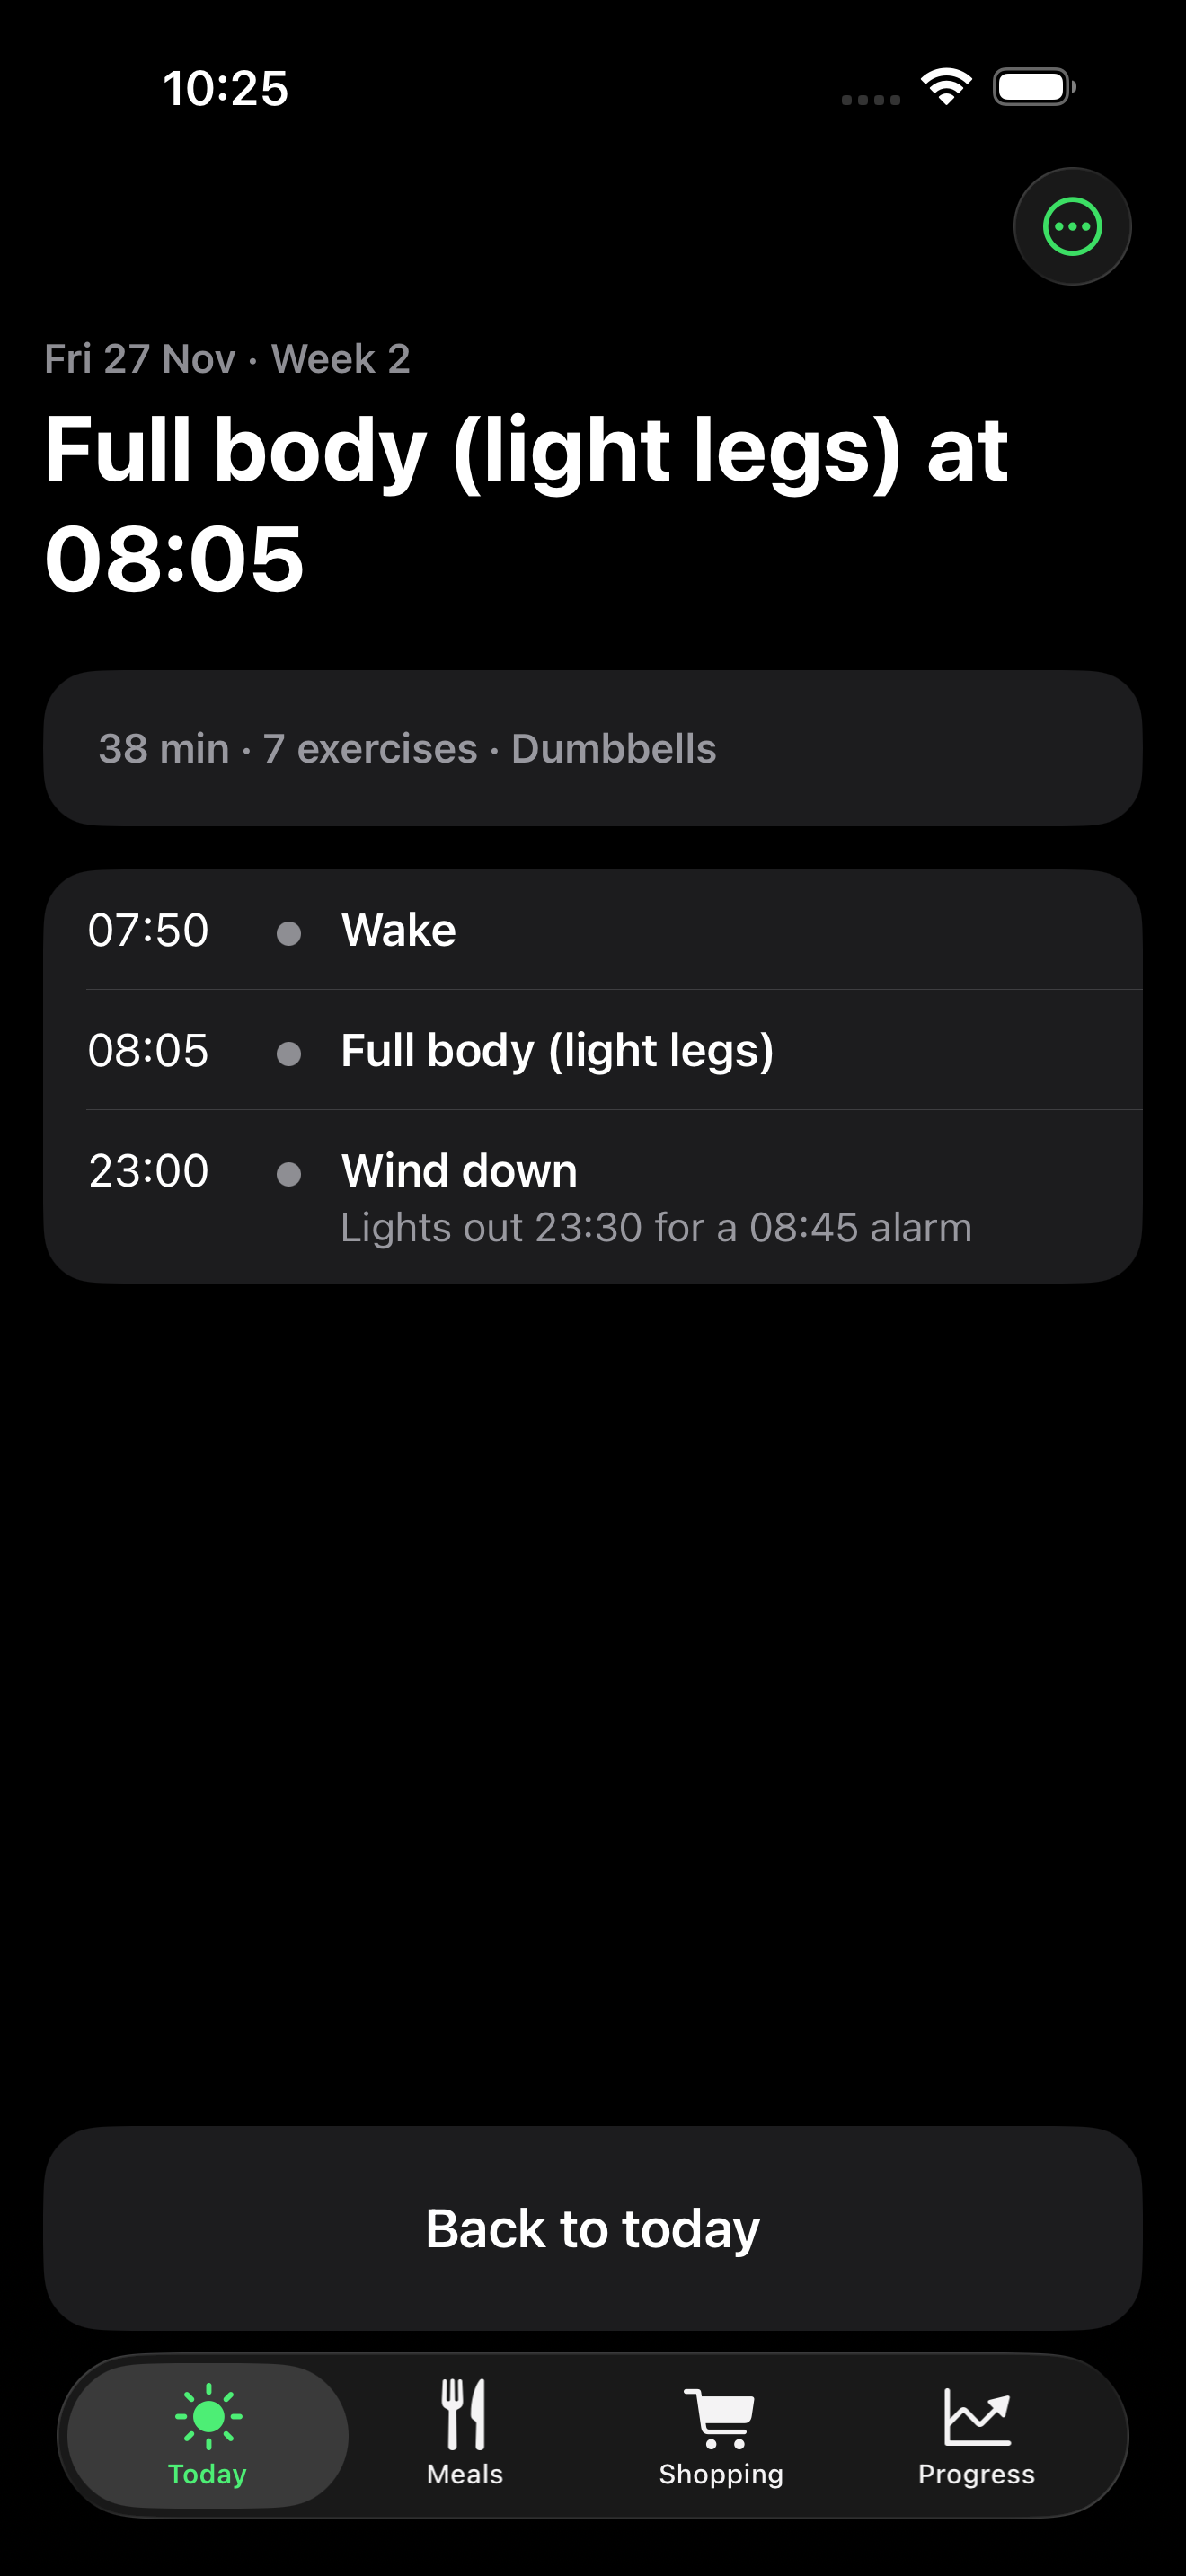 10:25
Fri 27 Nov · Week 2
Full body (light legs) at
08:05
38 min · 7 exercises · Dumbbells
07:50 Wake
08:05 Full body (light legs)
23:00 Wind down
Lights out 23:30 for a 08:45 alarm
Back to today
Today Meals Shopping Progress